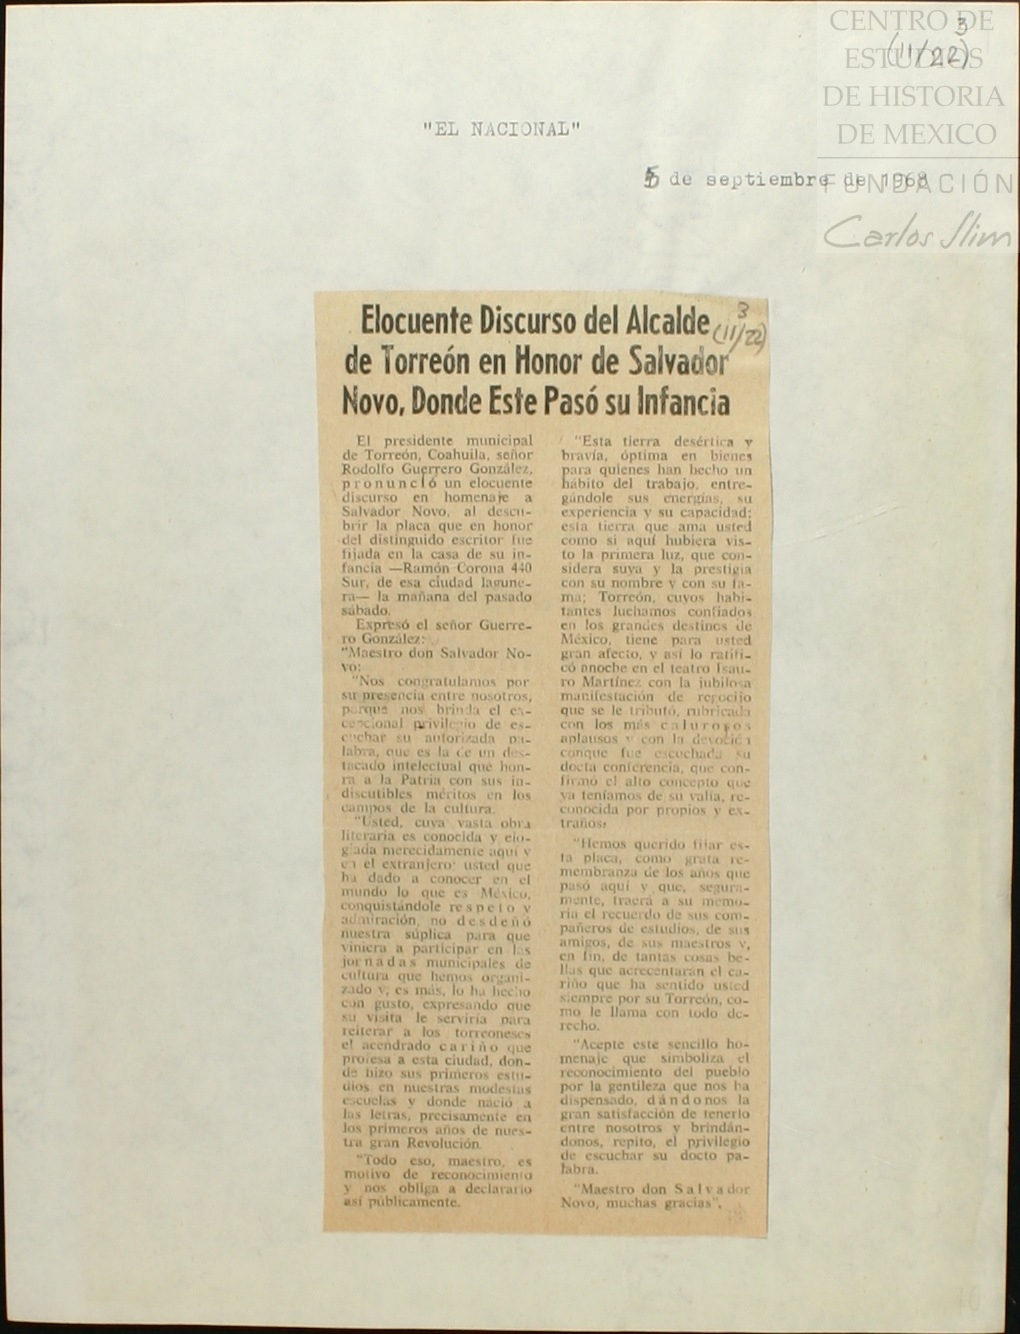 CENTRO DE
ESTUDIOS
DE HISTORIA
DE MEXICO
FUNDACIÓN
Carlos Slim
3
(11/22)
"EL NACIONAL"
5 de septiembre de 1968
Elocuente Discurso del Alcalde
de Torreón en Honor de Salvador
Novo, Donde Este Pasó su Infancia
3
(11/22)
El presidente municipal
de Torreón, Coahuila, señor
Rodolfo Guerrero González,
pronunció un elocuente
discurso en homenaje a
Salvador Novo, al descu-
brir la placa que en honor
del distinguido escritor fue
fijada en la casa de su in-
fancia —Ramón Corona 440
Sur, de esa ciudad lagune-
ra— la mañana del pasado
sábado.
Expresó el señor Guerre-
ro González:
"Maestro don Salvador No-
vo:
"Nos congratulamos por
su presencia entre nosotros,
porque nos brinda el ex-
cepcional privilegio de es-
cuchar su autorizada pa-
labra, que es la de un des-
tacado intelectual que hon-
ra a la Patria con sus in-
discutibles méritos en los
campos de la cultura.
"Usted, cuya vasta obra
literaria es conocida y elo-
giada merecidamente aquí y
en el extranjero; usted que
ha dado a conocer en el
mundo lo que es México,
conquistándole respeto y
admiración, no desdeñó
nuestra súplica para que
viniera a participar en las
jornadas municipales de
cultura que hemos organi-
zado y, es más, lo ha hecho
con gusto, expresando que
su visita le serviría para
reiterar a los torreoneses
el acendrado cariño que
profesa a esta ciudad, don-
de hizo sus primeros estu-
dios en nuestras modestas
escuelas y donde nació a
las letras, precisamente en
los primeros años de nues-
tra gran Revolución.
"Todo eso, maestro, es
motivo de reconocimiento
y nos obliga a declararlo
así públicamente.
"Esta tierra desértica y
bravía, óptima en bienes
para quienes han hecho un
hábito del trabajo, entre-
gándole sus energías, su
experiencia y su capacidad;
esta tierra que ama usted
como si aquí hubiera vis-
to la primera luz, que con-
sidera suya y la prestigia
con su nombre y con su fa-
ma; Torreón, cuyos habi-
tantes luchamos confiados
en los grandes destinos de
México, tiene para usted
gran afecto, y así lo ratifi-
có anoche en el teatro Isau-
ro Martínez con la jubilosa
manifestación de regocijo
que se le tributó, rubricada
con los más calurosos
aplausos y con la devoción
conque fue escuchada su
docta conferencia, que con-
firmó el alto concepto que
ya teníamos de su valía, re-
conocida por propios y ex-
traños:
"Hemos querido fijar es-
ta placa, como grata re-
membranza de los años que
pasó aquí y que, segura-
mente, traerá a su memo-
ria el recuerdo de sus com-
pañeros de estudios, de sus
amigos, de sus maestros y,
en fin, de tantas cosas be-
llas que acrecentarán el ca-
riño que ha sentido usted
siempre por su Torreón, co-
mo le llama con todo de-
recho.
"Acepte este sencillo ho-
menaje que simboliza el
reconocimiento del pueblo
por la gentileza que nos ha
dispensado, dándonos la
gran satisfacción de tenerlo
entre nosotros y brindán-
donos, repito, el privilegio
de escuchar su docto pa-
labra.
"Maestro don Salvador
Novo, muchas gracias".